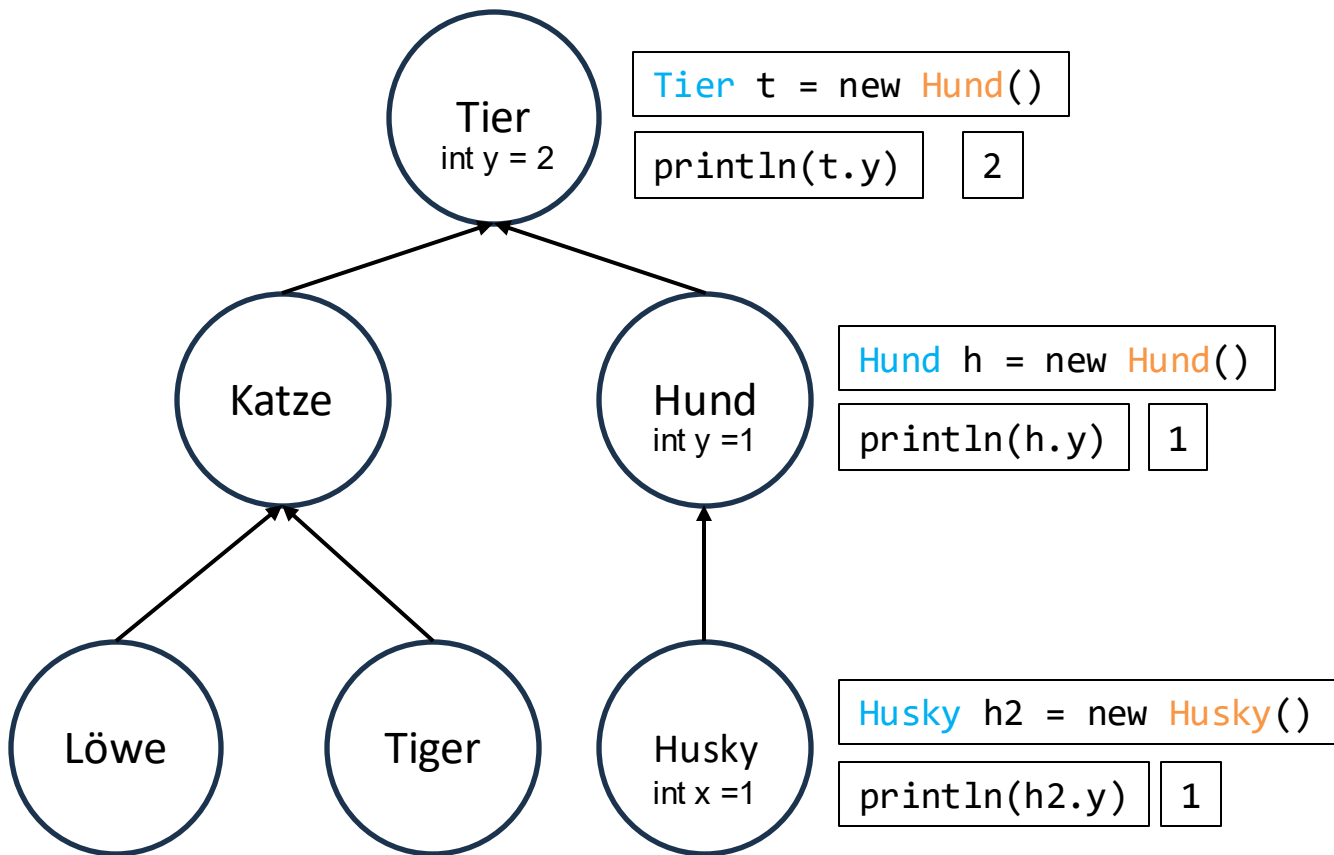 Tier
int y = 2
Tier t = new Hund()
println(t.y)
2
Katze
Hund
int y =1
Hund h = new Hund()
println(h.y)
1
Löwe
Tiger
Husky
int x =1
Husky h2 = new Husky()
println(h2.y)
1